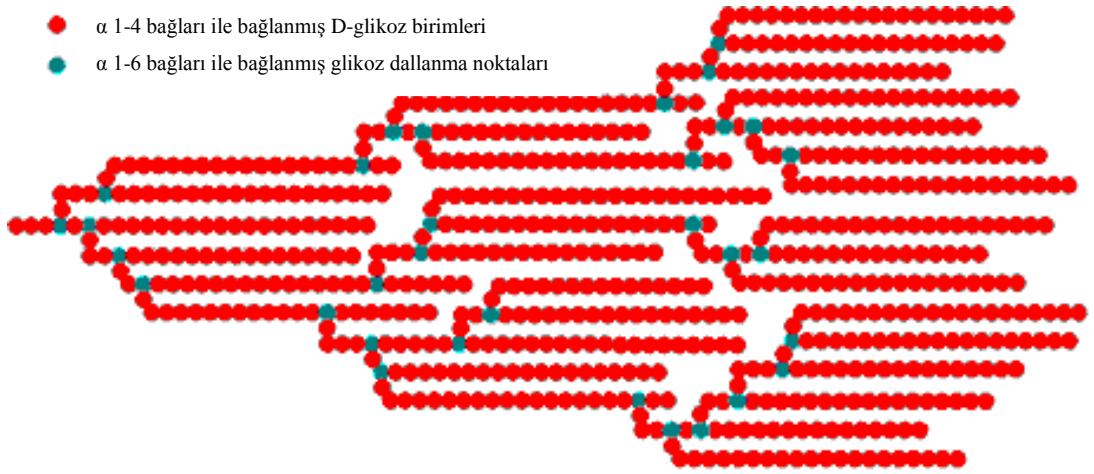 α 1-4 bağları ile bağlanmış D-glikoz birimleri
α 1-6 bağları ile bağlanmış glikoz dallanma noktaları